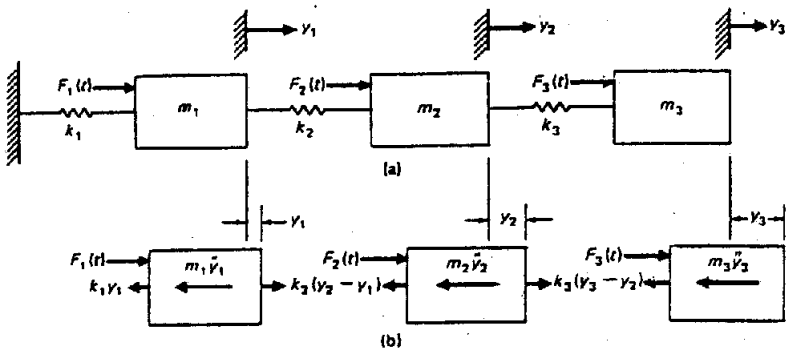 y₁ y₂ y₃
F₁(t) F₂(t) F₃(t)
m₁ m₂ m₃
k₁ k₂ k₃
(a)
y₁ y₂ y₃
F₁(t) F₂(t) F₃(t)
m₁ÿ₁ m₂ÿ₂ m₃ÿ₃
k₁y₁ k₂(y₂ − y₁) k₃(y₃ − y₂)
(b)